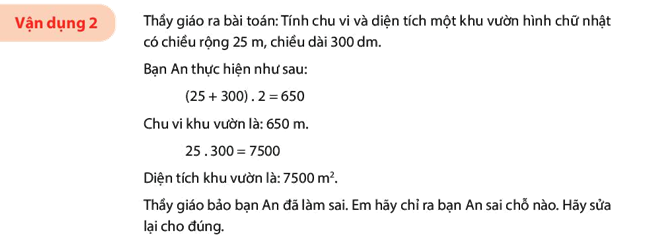 Vận dụng 2
Thầy giáo ra bài toán: Tính chu vi và diện tích một khu vườn hình chữ nhật
có chiều rộng 25 m, chiều dài 300 dm.
Bạn An thực hiện như sau:
(25 + 300) . 2 = 650
Chu vi khu vườn là: 650 m.
25 . 300 = 7500
Diện tích khu vườn là: 7500 m².
Thầy giáo bảo bạn An đã làm sai. Em hãy chỉ ra bạn An sai chỗ nào. Hãy sửa
lại cho đúng.